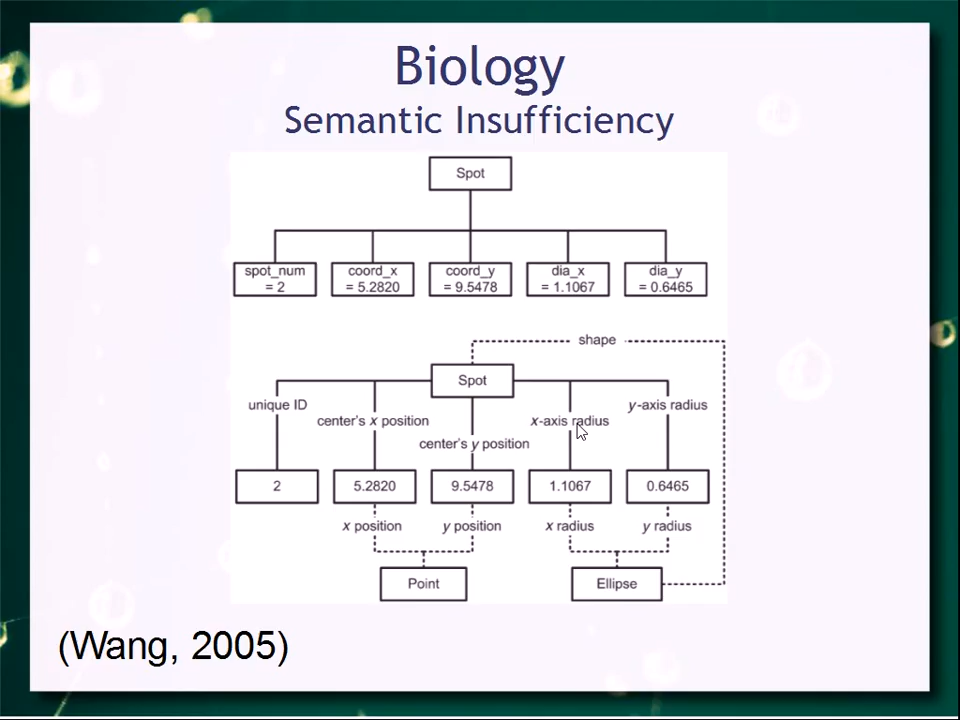 Biology
Semantic Insufficiency
Spot
spot_num
= 2
coord_x
= 5.2820
coord_y
= 9.5478
dia_x
= 1.1067
dia_y
= 0.6465
shape
Spot
unique ID
center's x position
center's y position
x-axis radius
y-axis radius
2
5.2820
9.5478
1.1067
0.6465
x position
y position
x radius
y radius
Point
Ellipse
(Wang, 2005)